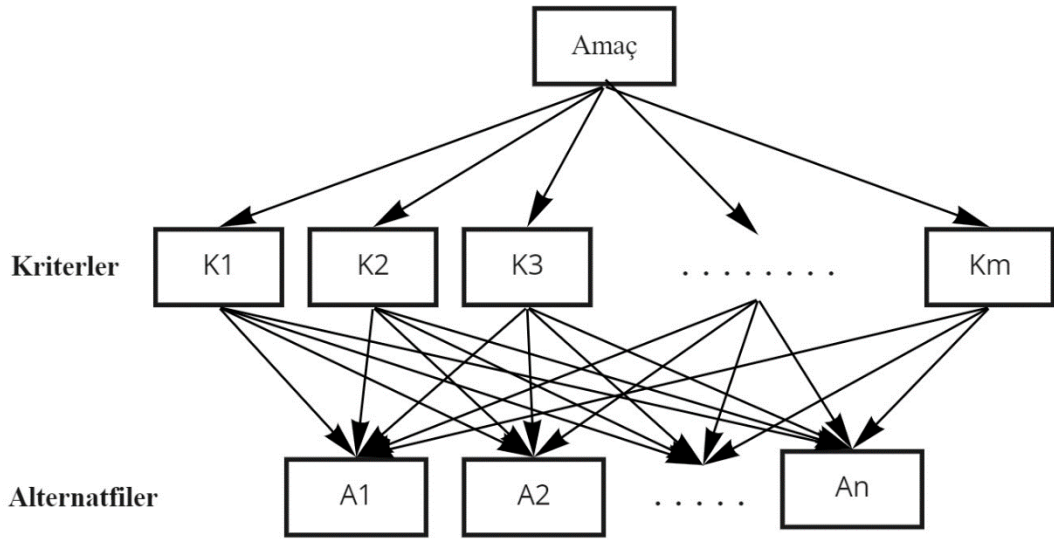 Amaç
Kriterler K1 K2 K3 . . . . . . . . Km
Alternatfiler A1 A2 . . . . . An